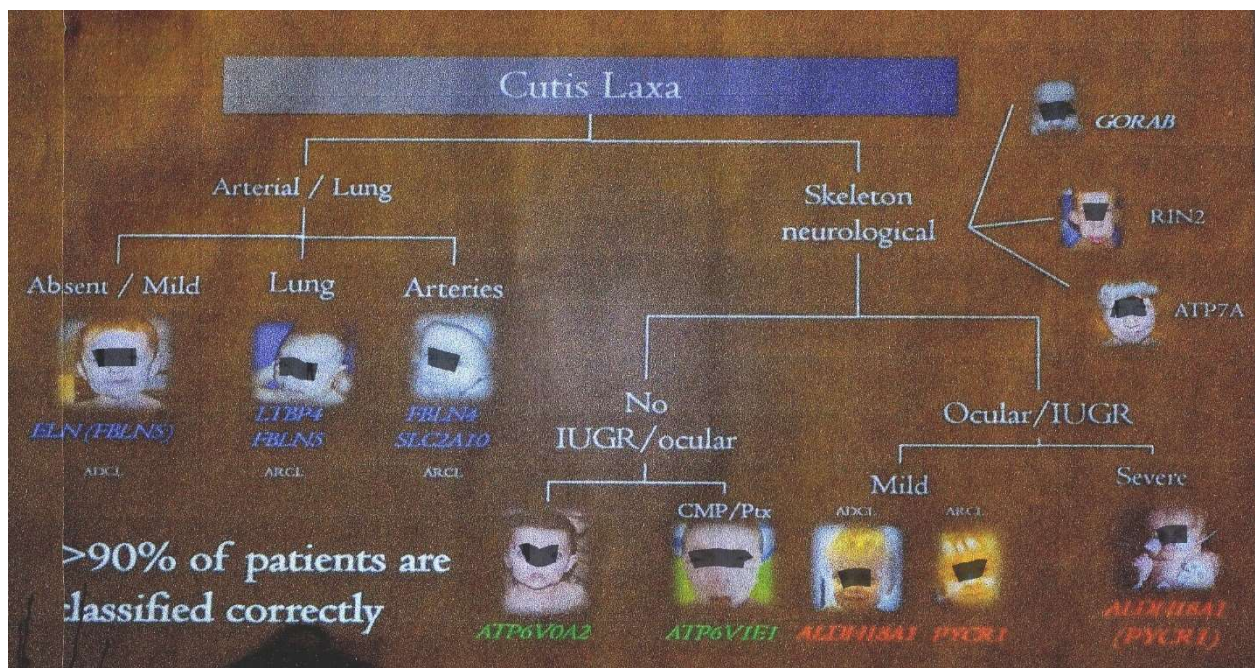 Cutis Laxa
GORAB
Arterial / Lung
Skeleton
neurological
RIN2
Absent / Mild
Lung
Arteries
ATP7A
ELN (FBLN5)
LTBP4
FBLN5
FBLN4
SLC2A10
ADCL
ARCL
ARCL
No
IUGR/ocular
Ocular/IUGR
Mild
Severe
CMP/Ptx
ADCL
ARCL
>90% of patients are
classified correctly
ATP6V0A2
ATP6V1E1
ALDH18A1
PYCR1
ALDH18A1
(PYCR1)